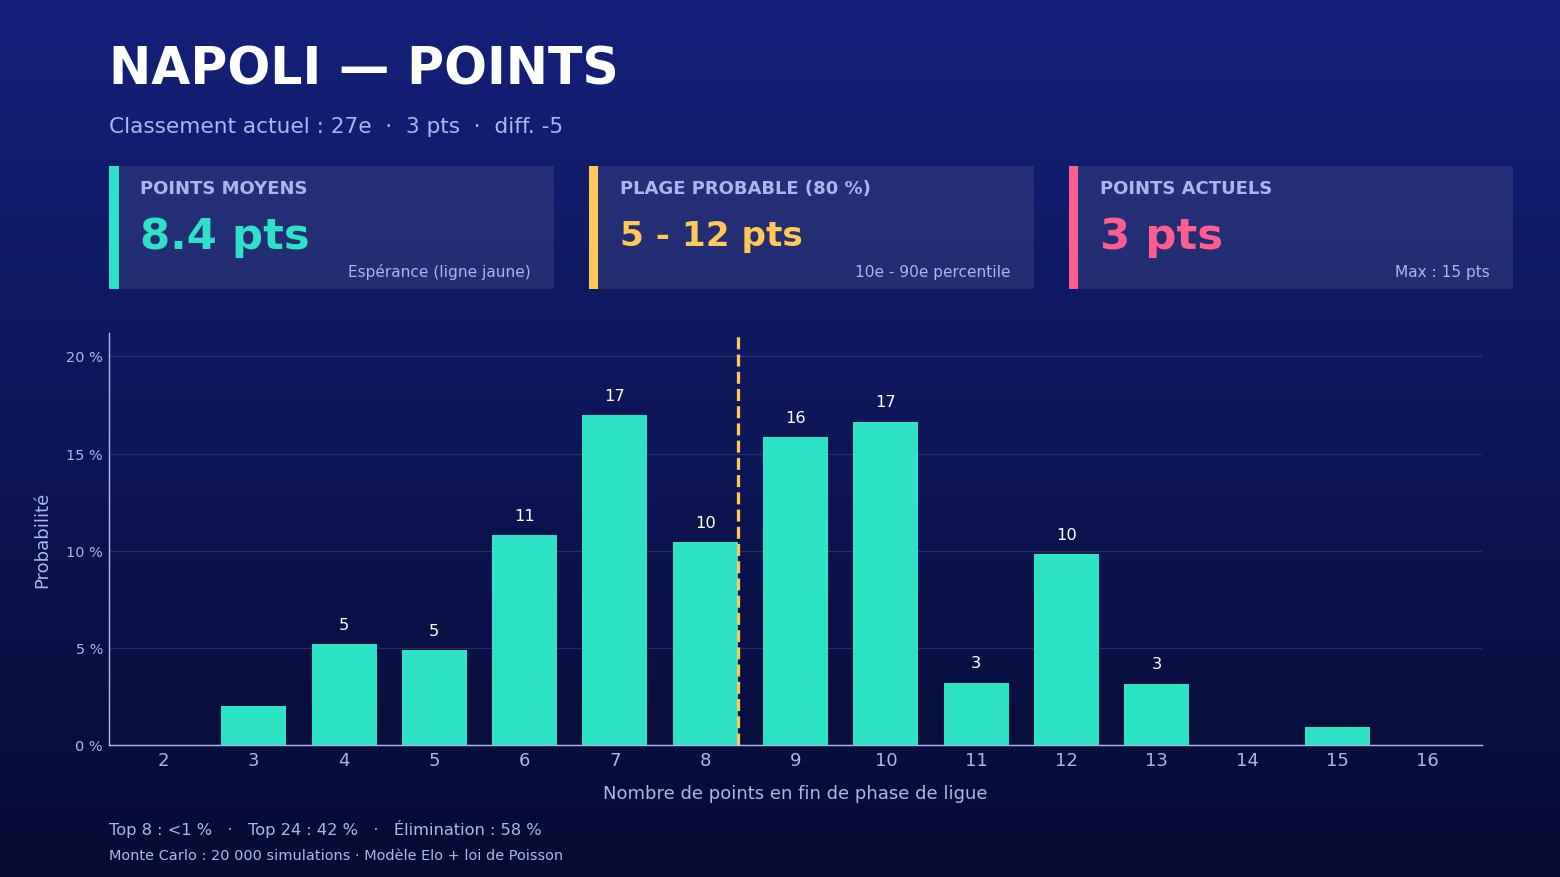 NAPOLI — POINTS
Classement actuel : 27e · 3 pts · diff. -5
POINTS MOYENS
8.4 pts
Espérance (ligne jaune)
PLAGE PROBABLE (80 %)
5 - 12 pts
10e - 90e percentile
POINTS ACTUELS
3 pts
Max : 15 pts
Probabilité
20 %
15 %
10 %
5 %
0 %
5
5
11
17
10
16
17
3
10
3
2 3 4 5 6 7 8 9 10 11 12 13 14 15 16
Nombre de points en fin de phase de ligue
Top 8 : <1 % · Top 24 : 42 % · Élimination : 58 %
Monte Carlo : 20 000 simulations · Modèle Elo + loi de Poisson